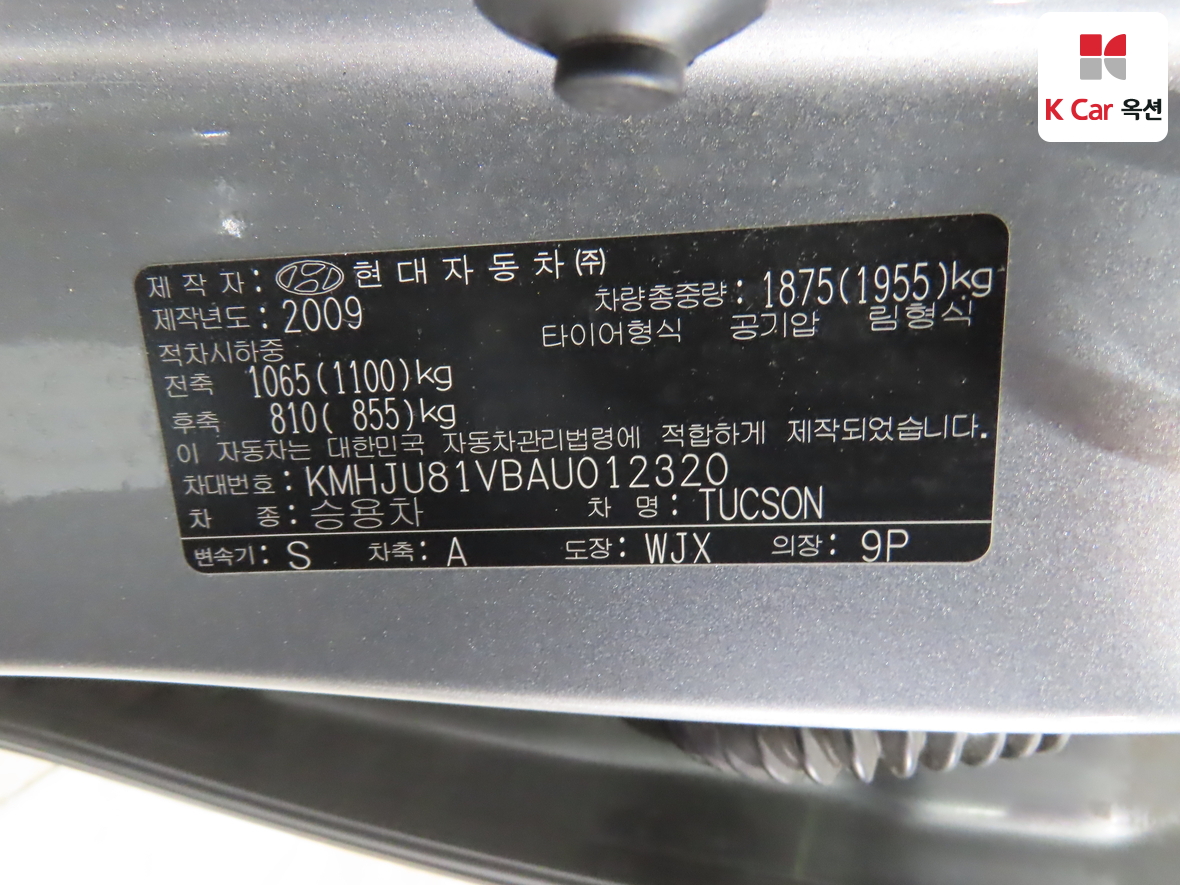 K Car 옥션
제 작 자 : 현 대 자 동 차 ㈜
제작년도 : 2009 차량총중량 : 1875(1955)kg
적차시하중 타이어형식 공기압 림형식
전축 1065(1100)kg
후축 810( 855)kg
이 자동차는 대한민국 자동차관리법령에 적합하게 제작되었습니다.
차대번호 : KMHJU81VBAU012320
차 종 : 승용차 차 명 : TUCSON
변속기 : S 차축 : A 도장 : WJX 의장 : 9P